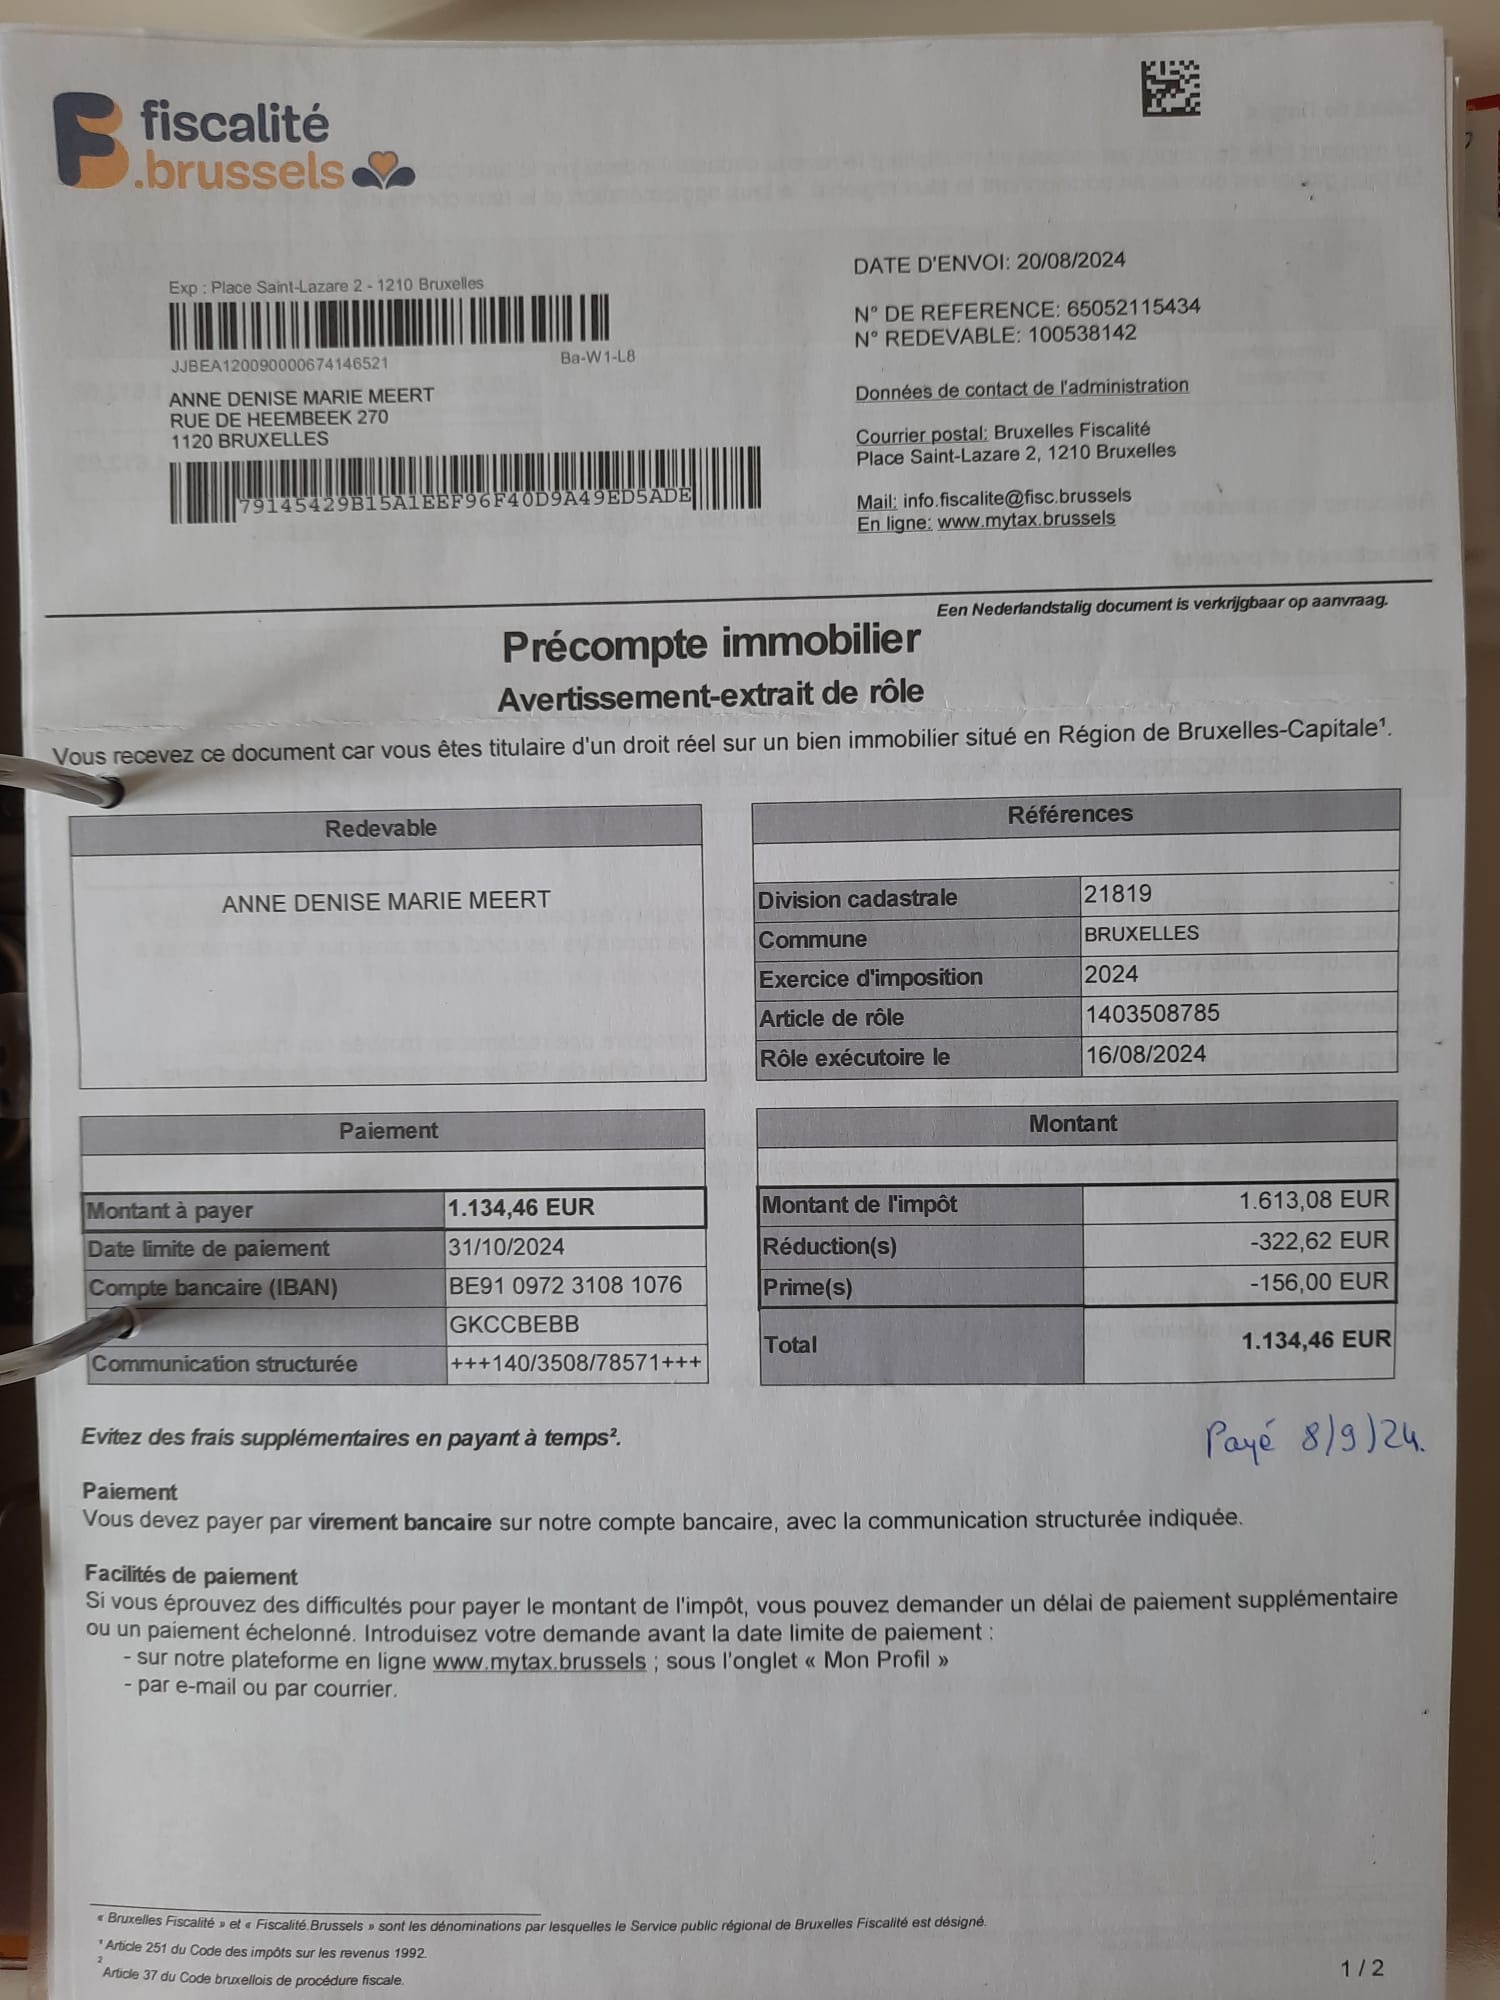 fiscalité
.brussels
Exp : Place Saint-Lazare 2 - 1210 Bruxelles
JJBEA120090000674146521
Ba-W1-L8
ANNE DENISE MARIE MEERT
RUE DE HEEMBEEK 270
1120 BRUXELLES
79145429B15A1EEF96F40D9A49ED5ADE
DATE D'ENVOI: 20/08/2024
N° DE REFERENCE: 65052115434
N° REDEVABLE: 100538142
Données de contact de l'administration
Courrier postal: Bruxelles Fiscalité
Place Saint-Lazare 2, 1210 Bruxelles
Mail: info.fiscalite@fisc.brussels
En ligne: www.mytax.brussels
Een Nederlandstalig document is verkrijgbaar op aanvraag.
Précompte immobilier
Avertissement-extrait de rôle
Vous recevez ce document car vous êtes titulaire d'un droit réel sur un bien immobilier situé en Région de Bruxelles-Capitale¹.
Redevable
ANNE DENISE MARIE MEERT
Références
Division cadastrale 21819
Commune BRUXELLES
Exercice d'imposition 2024
Article de rôle 1403508785
Rôle exécutoire le 16/08/2024
Paiement
Montant à payer 1.134,46 EUR
Date limite de paiement 31/10/2024
Compte bancaire (IBAN) BE91 0972 3108 1076
GKCCBEBB
Communication structurée +++140/3508/78571+++
Montant
Montant de l'impôt 1.613,08 EUR
Réduction(s) -322,62 EUR
Prime(s) -156,00 EUR
Total 1.134,46 EUR
Evitez des frais supplémentaires en payant à temps².
Payé 8/9/24.
Paiement
Vous devez payer par virement bancaire sur notre compte bancaire, avec la communication structurée indiquée.
Facilités de paiement
Si vous éprouvez des difficultés pour payer le montant de l'impôt, vous pouvez demander un délai de paiement supplémentaire
ou un paiement échelonné. Introduisez votre demande avant la date limite de paiement :
- sur notre plateforme en ligne www.mytax.brussels ; sous l'onglet « Mon Profil »
- par e-mail ou par courrier.
« Bruxelles Fiscalité » et « Fiscalité.Brussels » sont les dénominations par lesquelles le Service public régional de Bruxelles Fiscalité est désigné.
¹ Article 251 du Code des impôts sur les revenus 1992.
² Article 37 du Code bruxellois de procédure fiscale.
1 / 2